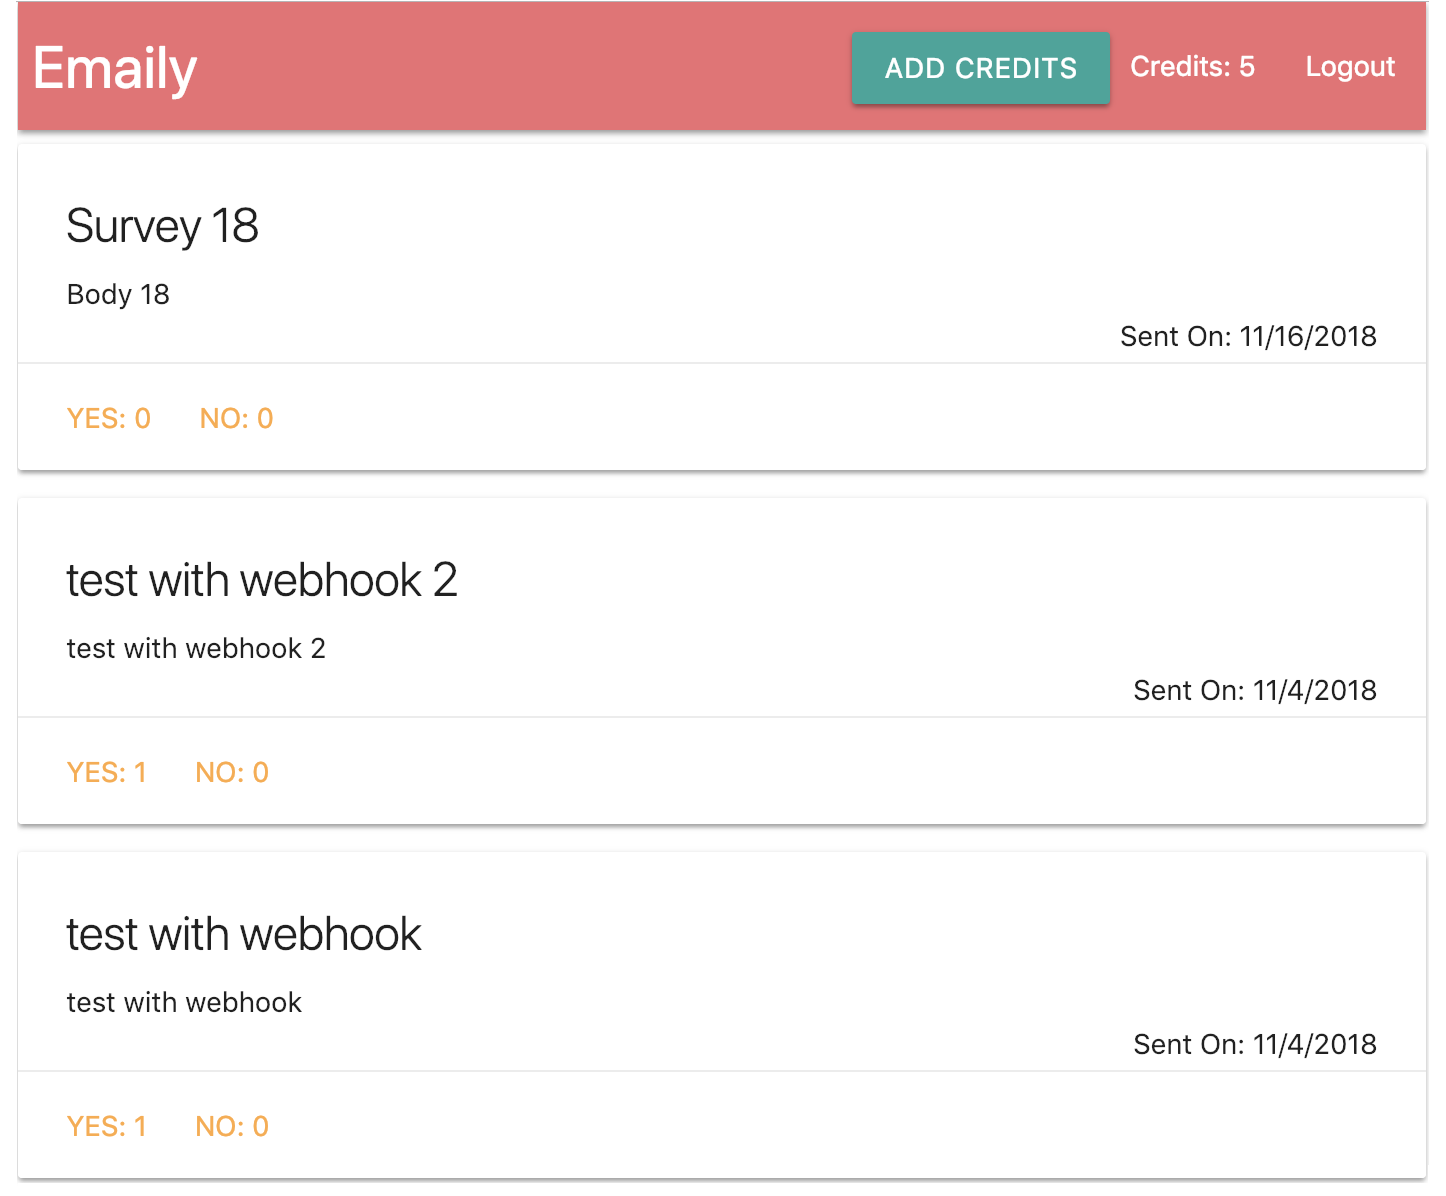 Emaily ADD CREDITS Credits: 5 Logout
Survey 18
Body 18
Sent On: 11/16/2018
YES: 0 NO: 0
test with webhook 2
test with webhook 2
Sent On: 11/4/2018
YES: 1 NO: 0
test with webhook
test with webhook
Sent On: 11/4/2018
YES: 1 NO: 0